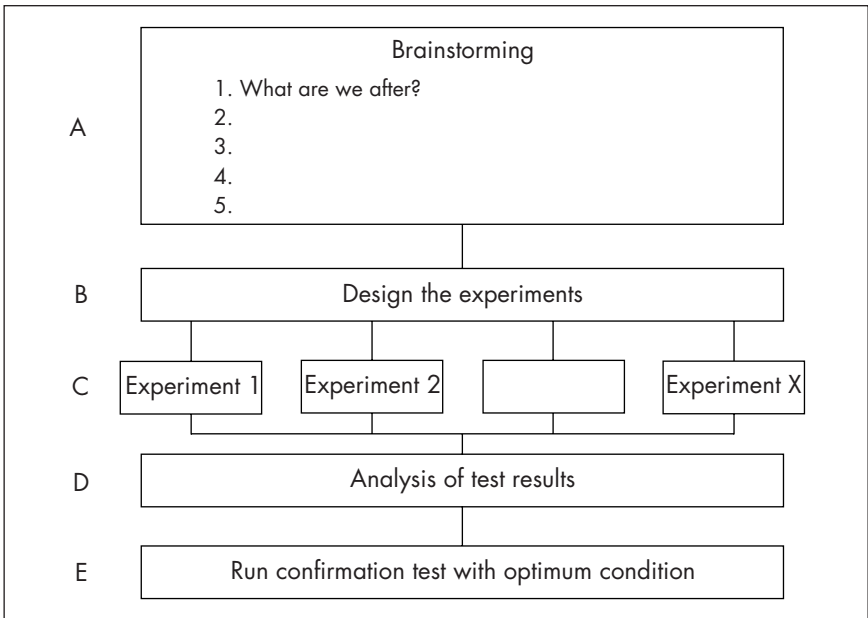 Brainstorming
1. What are we after?
2.
A
3.
4.
5.
B
Design the experiments
C
Experiment 1
Experiment 2
Experiment X
D
Analysis of test results
E
Run confirmation test with optimum condition